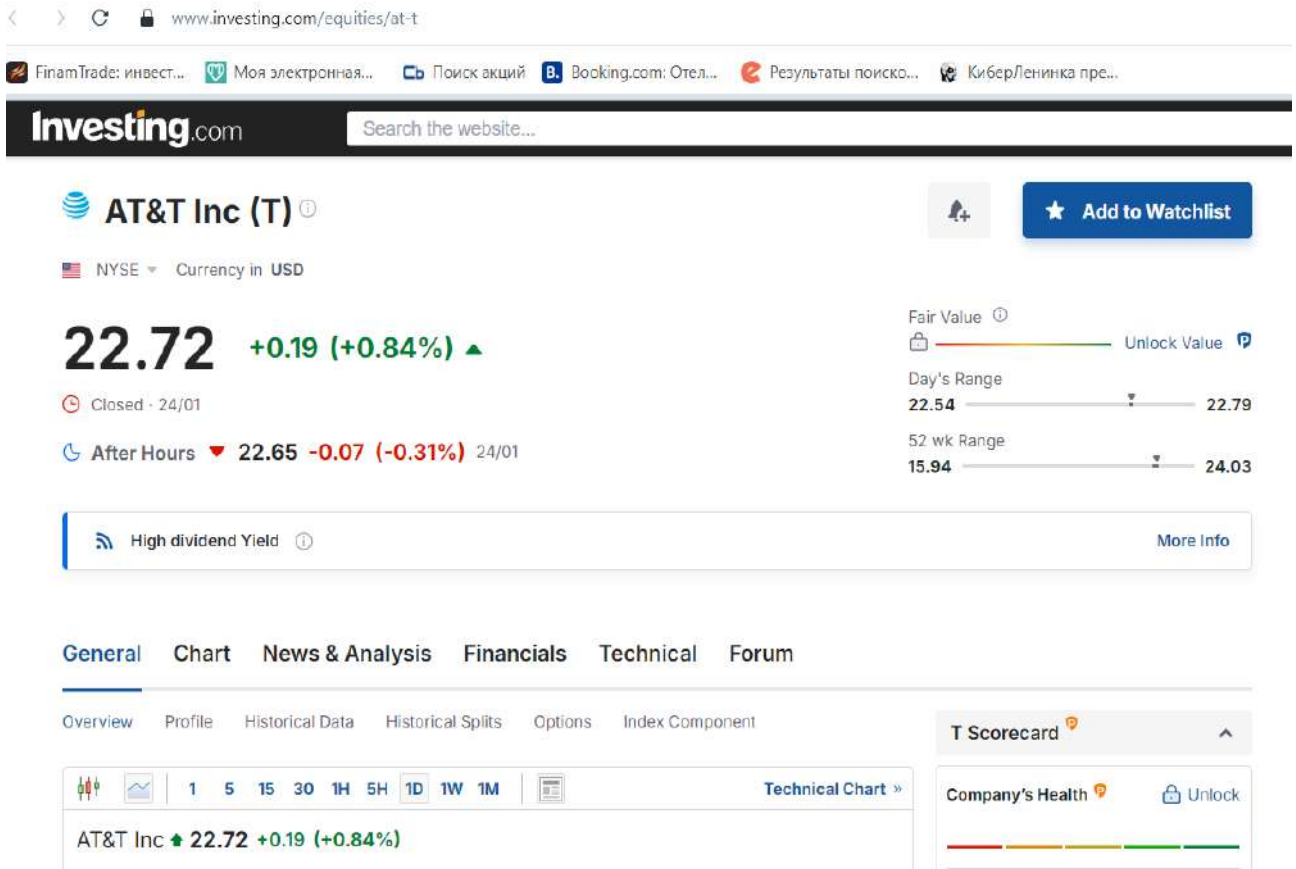 www.investing.com/equities/at-t
FinamTrade: инвест... Моя электронная... Сь Поиск акций B. Booking.com: Отел... Результаты поиско... КиберЛенинка пре...
Investing.com Search the website...
AT&T Inc (T)
Add to Watchlist
NYSE Currency in USD
22.72 +0.19 (+0.84%)
Closed · 24/01
After Hours 22.65 -0.07 (-0.31%) 24/01
Fair Value
Unlock Value
Day's Range
22.54 22.79
52 wk Range
15.94 24.03
High dividend Yield More Info
General Chart News & Analysis Financials Technical Forum
Overview Profile Historical Data Historical Splits Options Index Component
1 5 15 30 1H 5H 1D 1W 1M Technical Chart »
AT&T Inc 22.72 +0.19 (+0.84%)
T Scorecard
Company's Health Unlock